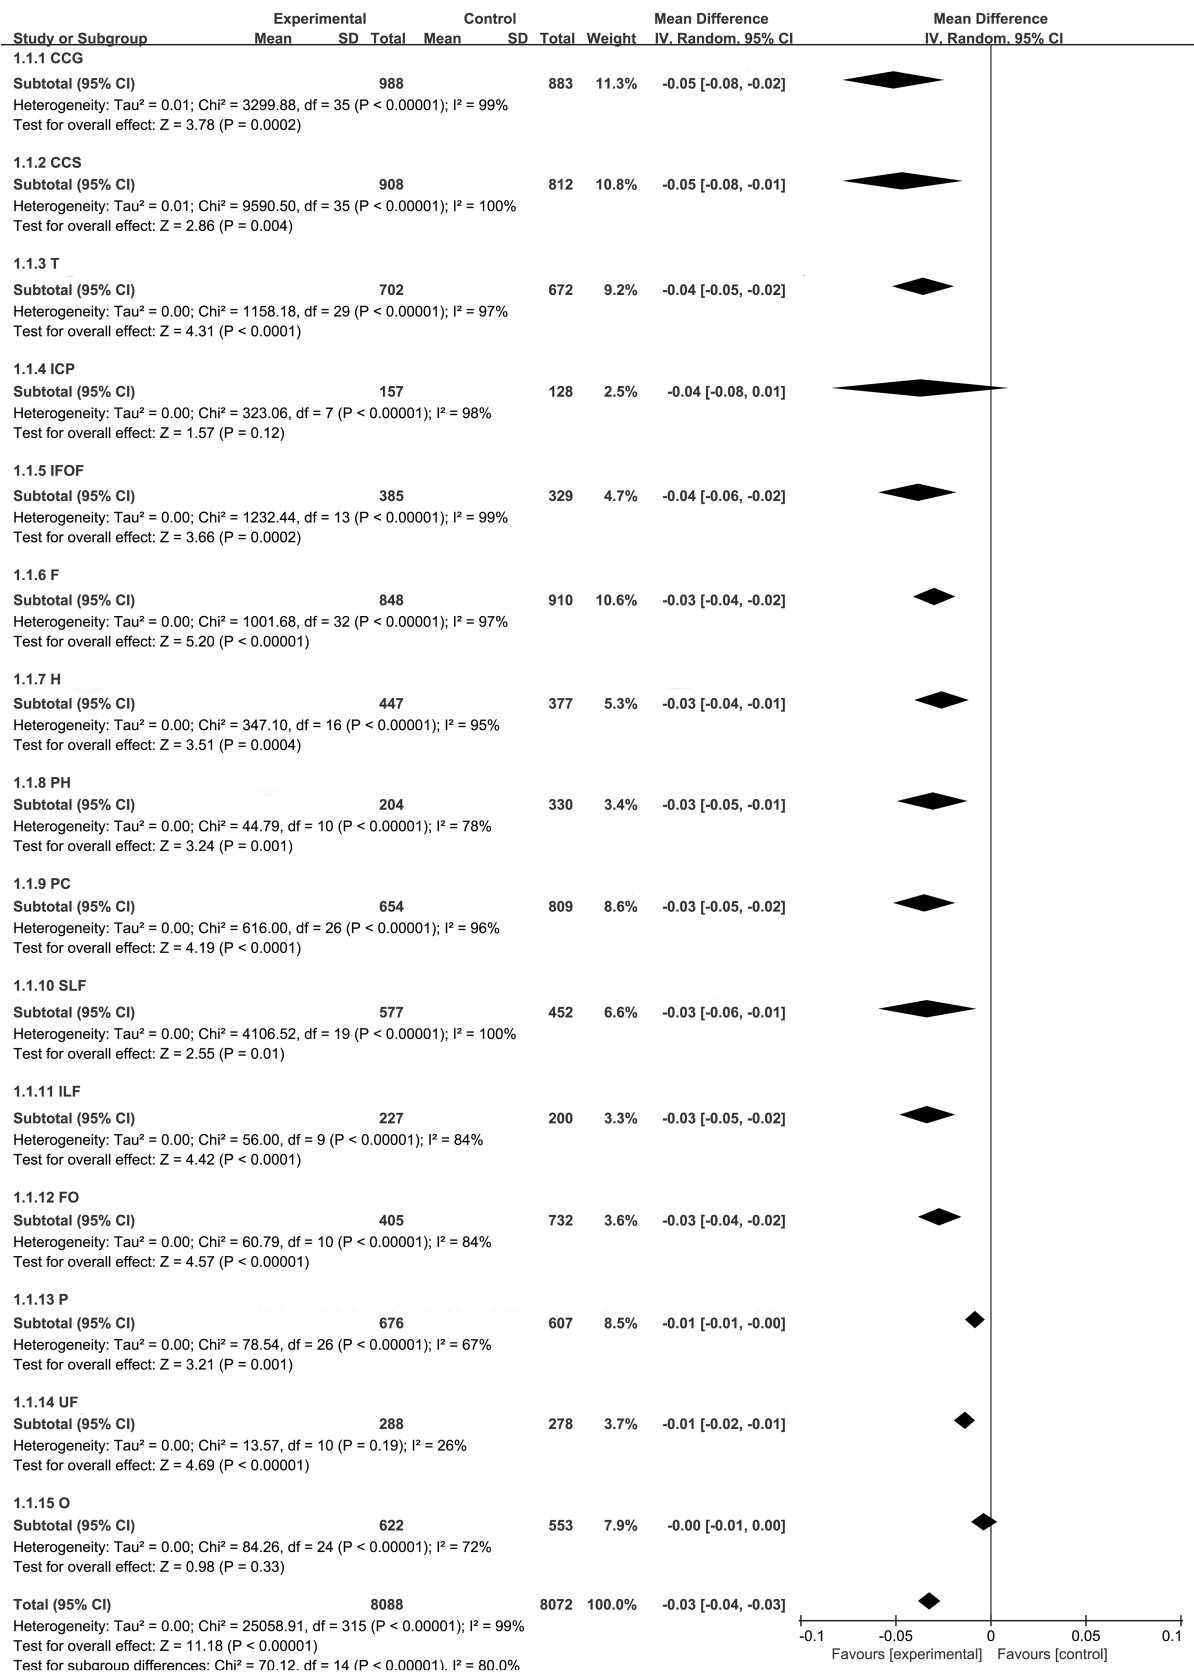 Experimental Control Mean Difference Mean Difference
Study or Subgroup Mean SD Total Mean SD Total Weight IV, Random, 95% CI IV, Random, 95% CI
1.1.1 CCG
Subtotal (95% CI) 988 883 11.3% -0.05 [-0.08, -0.02]
Heterogeneity: Tau² = 0.01; Chi² = 3299.88, df = 35 (P < 0.00001); I² = 99%
Test for overall effect: Z = 3.78 (P = 0.0002)
1.1.2 CCS
Subtotal (95% CI) 908 812 10.8% -0.05 [-0.08, -0.01]
Heterogeneity: Tau² = 0.01; Chi² = 9590.50, df = 35 (P < 0.00001); I² = 100%
Test for overall effect: Z = 2.86 (P = 0.004)
1.1.3 T
Subtotal (95% CI) 702 672 9.2% -0.04 [-0.05, -0.02]
Heterogeneity: Tau² = 0.00; Chi² = 1158.18, df = 29 (P < 0.00001); I² = 97%
Test for overall effect: Z = 4.31 (P < 0.0001)
1.1.4 ICP
Subtotal (95% CI) 157 128 2.5% -0.04 [-0.08, 0.01]
Heterogeneity: Tau² = 0.00; Chi² = 323.06, df = 7 (P < 0.00001); I² = 98%
Test for overall effect: Z = 1.57 (P = 0.12)
1.1.5 IFOF
Subtotal (95% CI) 385 329 4.7% -0.04 [-0.06, -0.02]
Heterogeneity: Tau² = 0.00; Chi² = 1232.44, df = 13 (P < 0.00001); I² = 99%
Test for overall effect: Z = 3.66 (P = 0.0002)
1.1.6 F
Subtotal (95% CI) 848 910 10.6% -0.03 [-0.04, -0.02]
Heterogeneity: Tau² = 0.00; Chi² = 1001.68, df = 32 (P < 0.00001); I² = 97%
Test for overall effect: Z = 5.20 (P < 0.00001)
1.1.7 H
Subtotal (95% CI) 447 377 5.3% -0.03 [-0.04, -0.01]
Heterogeneity: Tau² = 0.00; Chi² = 347.10, df = 16 (P < 0.00001); I² = 95%
Test for overall effect: Z = 3.51 (P = 0.0004)
1.1.8 PH
Subtotal (95% CI) 204 330 3.4% -0.03 [-0.05, -0.01]
Heterogeneity: Tau² = 0.00; Chi² = 44.79, df = 10 (P < 0.00001); I² = 78%
Test for overall effect: Z = 3.24 (P = 0.001)
1.1.9 PC
Subtotal (95% CI) 654 809 8.6% -0.03 [-0.05, -0.02]
Heterogeneity: Tau² = 0.00; Chi² = 616.00, df = 26 (P < 0.00001); I² = 96%
Test for overall effect: Z = 4.19 (P < 0.0001)
1.1.10 SLF
Subtotal (95% CI) 577 452 6.6% -0.03 [-0.06, -0.01]
Heterogeneity: Tau² = 0.00; Chi² = 4106.52, df = 19 (P < 0.00001); I² = 100%
Test for overall effect: Z = 2.55 (P = 0.01)
1.1.11 ILF
Subtotal (95% CI) 227 200 3.3% -0.03 [-0.05, -0.02]
Heterogeneity: Tau² = 0.00; Chi² = 56.00, df = 9 (P < 0.00001); I² = 84%
Test for overall effect: Z = 4.42 (P < 0.0001)
1.1.12 FO
Subtotal (95% CI) 405 732 3.6% -0.03 [-0.04, -0.02]
Heterogeneity: Tau² = 0.00; Chi² = 60.79, df = 10 (P < 0.00001); I² = 84%
Test for overall effect: Z = 4.57 (P < 0.00001)
1.1.13 P
Subtotal (95% CI) 676 607 8.5% -0.01 [-0.01, -0.00]
Heterogeneity: Tau² = 0.00; Chi² = 78.54, df = 26 (P < 0.00001); I² = 67%
Test for overall effect: Z = 3.21 (P = 0.001)
1.1.14 UF
Subtotal (95% CI) 288 278 3.7% -0.01 [-0.02, -0.01]
Heterogeneity: Tau² = 0.00; Chi² = 13.57, df = 10 (P = 0.19); I² = 26%
Test for overall effect: Z = 4.69 (P < 0.00001)
1.1.15 O
Subtotal (95% CI) 622 553 7.9% -0.00 [-0.01, 0.00]
Heterogeneity: Tau² = 0.00; Chi² = 84.26, df = 24 (P < 0.00001); I² = 72%
Test for overall effect: Z = 0.98 (P = 0.33)
Total (95% CI) 8088 8072 100.0% -0.03 [-0.04, -0.03]
Heterogeneity: Tau² = 0.00; Chi² = 25058.91, df = 315 (P < 0.00001); I² = 99%
Test for overall effect: Z = 11.18 (P < 0.00001)
Test for subgroup differences: Chi² = 70.12, df = 14 (P < 0.00001), I² = 80.0%
-0.1 -0.05 0 0.05 0.1
Favours [experimental] Favours [control]